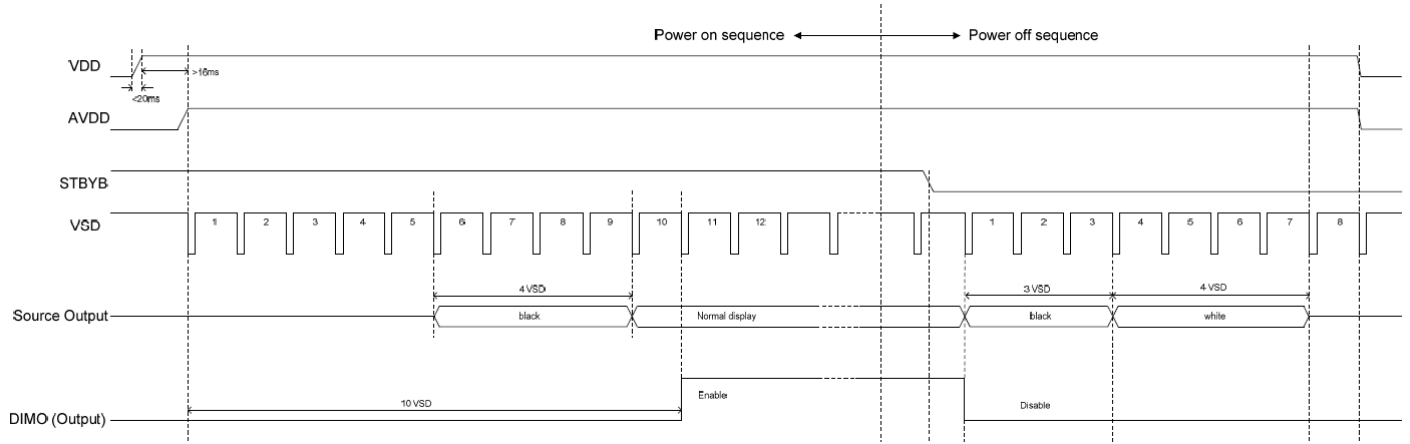 Power on sequence
Power off sequence
VDD
>16ms
<20ms
AVDD
STBYB
VSD
1 2 3 4 5 6 7 8 9 10 11 12 1 2 3 4 5 6 7 8
4 VSD
3 VSD
4 VSD
Source Output
black
Normal display
black
white
Enable
10 VSD
Disable
DIMO (Output)